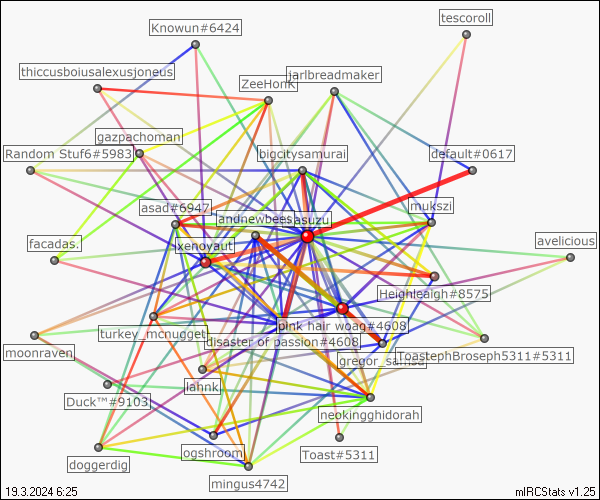 tescoroll
Knowun#6424
thiccusboiusalexusjoneus
jarlbreadmaker
ZeeHonk
gazpachoman
Random Stuf6#5983
bigcitysamurai
default#0617
asad#6947
andnewbees
asuzu
mukszi
xenoyaut
facadas.
avelicious
Heighleaigh#8575
pink hair woag#4608
turkey_mcnugget
disaster of passion#4608
moonraven
gregor_samsa
ToastephBroseph5311#5311
jahnk
Duck™#9103
neokingghidorah
ogshroom
Toast#5311
doggerdig
mingus4742
19.3.2024 6:25
mIRCStats v1.25